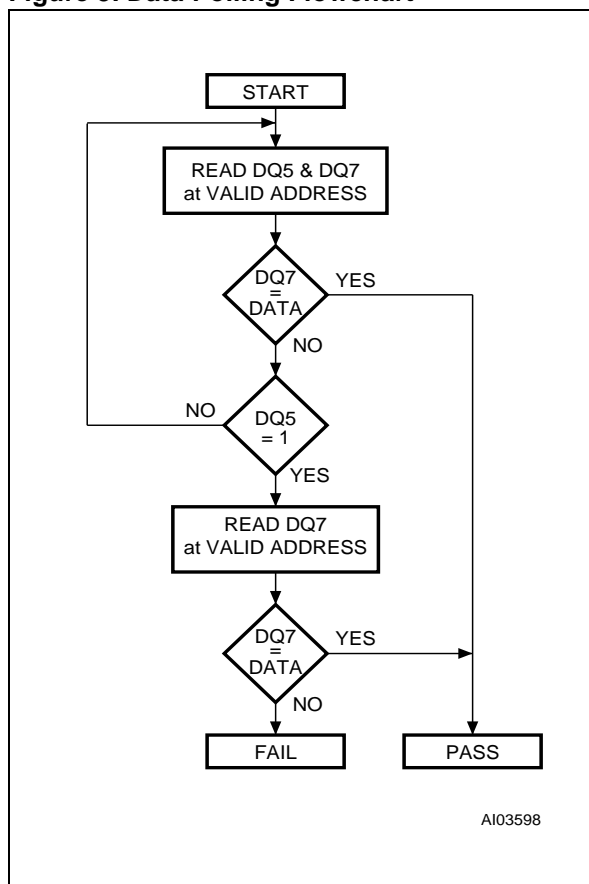 Figure Data Polling Flowchart
START
READ DQ5 & DQ7
at VALID ADDRESS
DQ7
=
DATA
YES
NO
NO
DQ5
= 1
YES
READ DQ7
at VALID ADDRESS
DQ7
=
DATA
YES
NO
FAIL
PASS
AI03598